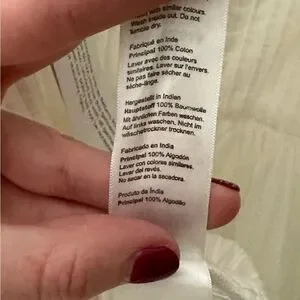 with similar colours.
Wash inside out. Do not
tumble dry.
Fabriqué en Inde
Principal 100% Coton
Laver avec des couleurs
similaires. Laver sur l'envers.
Ne pas faire sécher au
sèche-linge.
Hergestellt in Indien
Hauptstoff 100% Baumwolle
Mit ähnlichen Farben waschen.
Auf links waschen. Nicht im
Wäschetrockner trocknen.
Fabricado en India
Principal 100% Algodón
Lavar con colores similares.
Lavar del revés.
No secar en la secadora.
Produto da Índia
Principal 100% Algodão